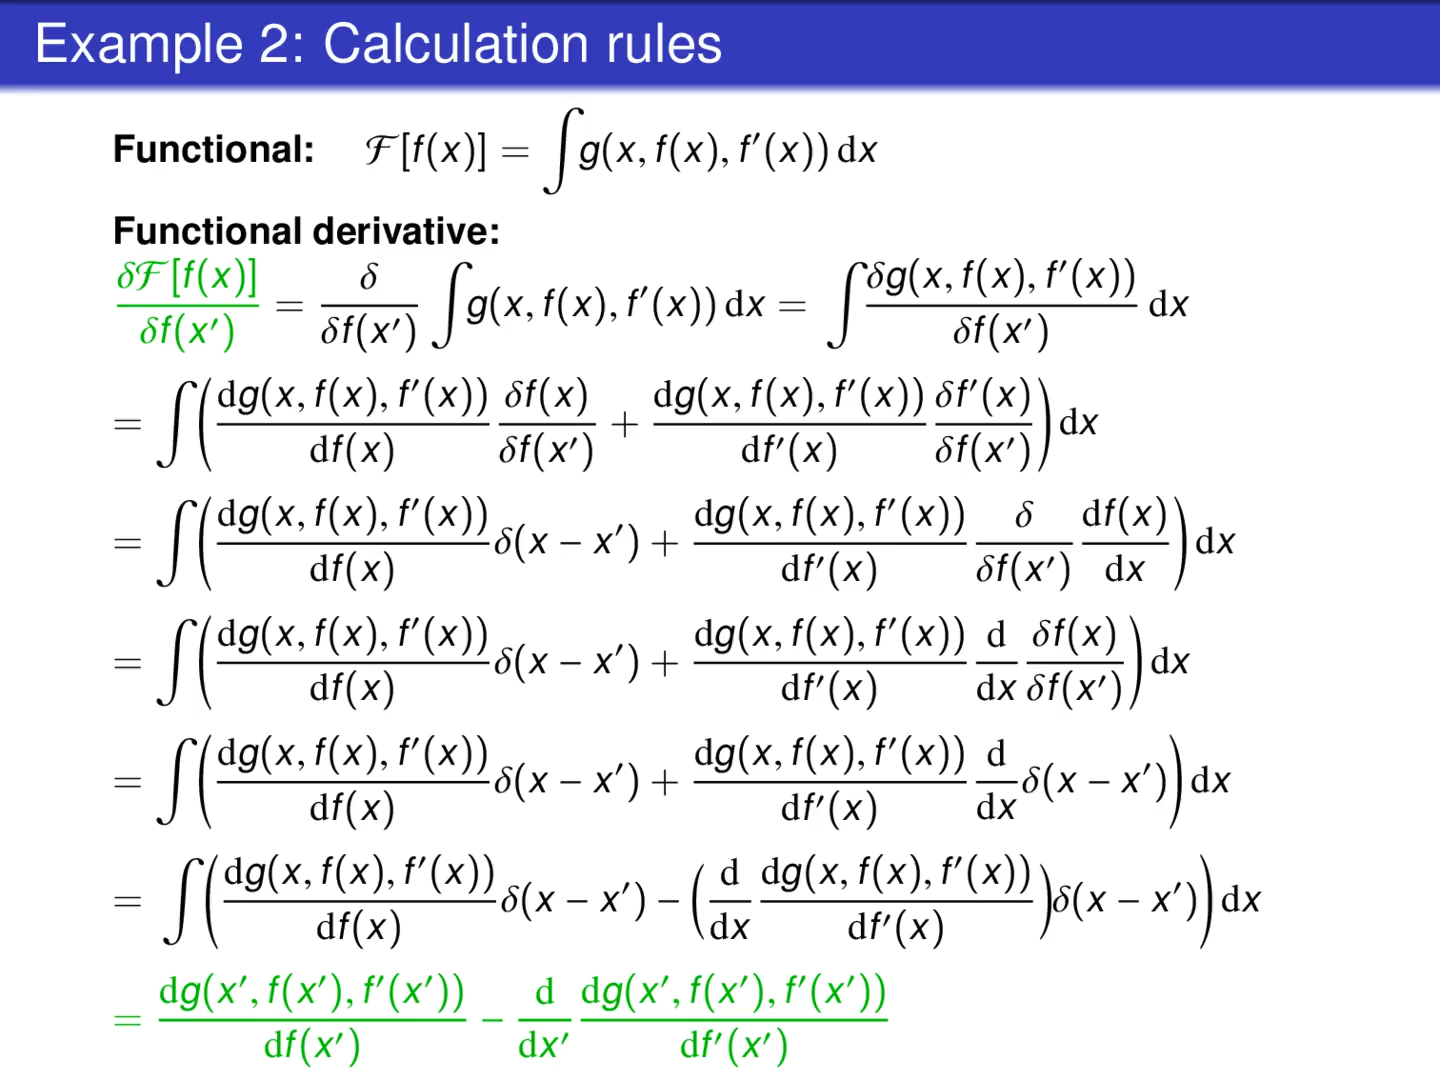 Example 2: Calculation rules
Functional: ℱ[f(x)] = ∫ g(x, f(x), f′(x)) dx
Functional derivative:
δℱ[f(x)]/δf(x′) = δ/δf(x′) ∫ g(x, f(x), f′(x)) dx = ∫ δg(x, f(x), f′(x))/δf(x′) dx
= ∫ ( dg(x, f(x), f′(x))/df(x) δf(x)/δf(x′) + dg(x, f(x), f′(x))/df′(x) δf′(x)/δf(x′) ) dx
= ∫ ( dg(x, f(x), f′(x))/df(x) δ(x − x′) + dg(x, f(x), f′(x))/df′(x) δ/δf(x′) df(x)/dx ) dx
= ∫ ( dg(x, f(x), f′(x))/df(x) δ(x − x′) + dg(x, f(x), f′(x))/df′(x) d/dx δf(x)/δf(x′) ) dx
= ∫ ( dg(x, f(x), f′(x))/df(x) δ(x − x′) + dg(x, f(x), f′(x))/df′(x) d/dx δ(x − x′) ) dx
= ∫ ( dg(x, f(x), f′(x))/df(x) δ(x − x′) − ( d/dx dg(x, f(x), f′(x))/df′(x) ) δ(x − x′) ) dx
= dg(x′, f(x′), f′(x′))/df(x′) − d/dx′ dg(x′, f(x′), f′(x′))/df′(x′)